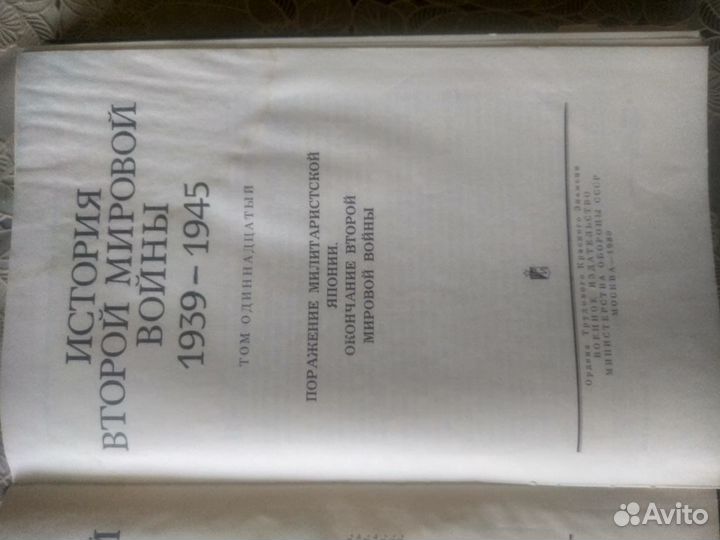 ИСТОРИЯ
ВТОРОЙ МИРОВОЙ
ВОЙНЫ
1939–1945
ТОМ ОДИННАДЦАТЫЙ
ПОРАЖЕНИЕ МИЛИТАРИСТСКОЙ
ЯПОНИИ.
ОКОНЧАНИЕ ВТОРОЙ
МИРОВОЙ ВОЙНЫ
Ордена Трудового Красного Знамени
ВОЕННОЕ ИЗДАТЕЛЬСТВО
МИНИСТЕРСТВА ОБОРОНЫ СССР
МОСКВА—1980
Й
Avito